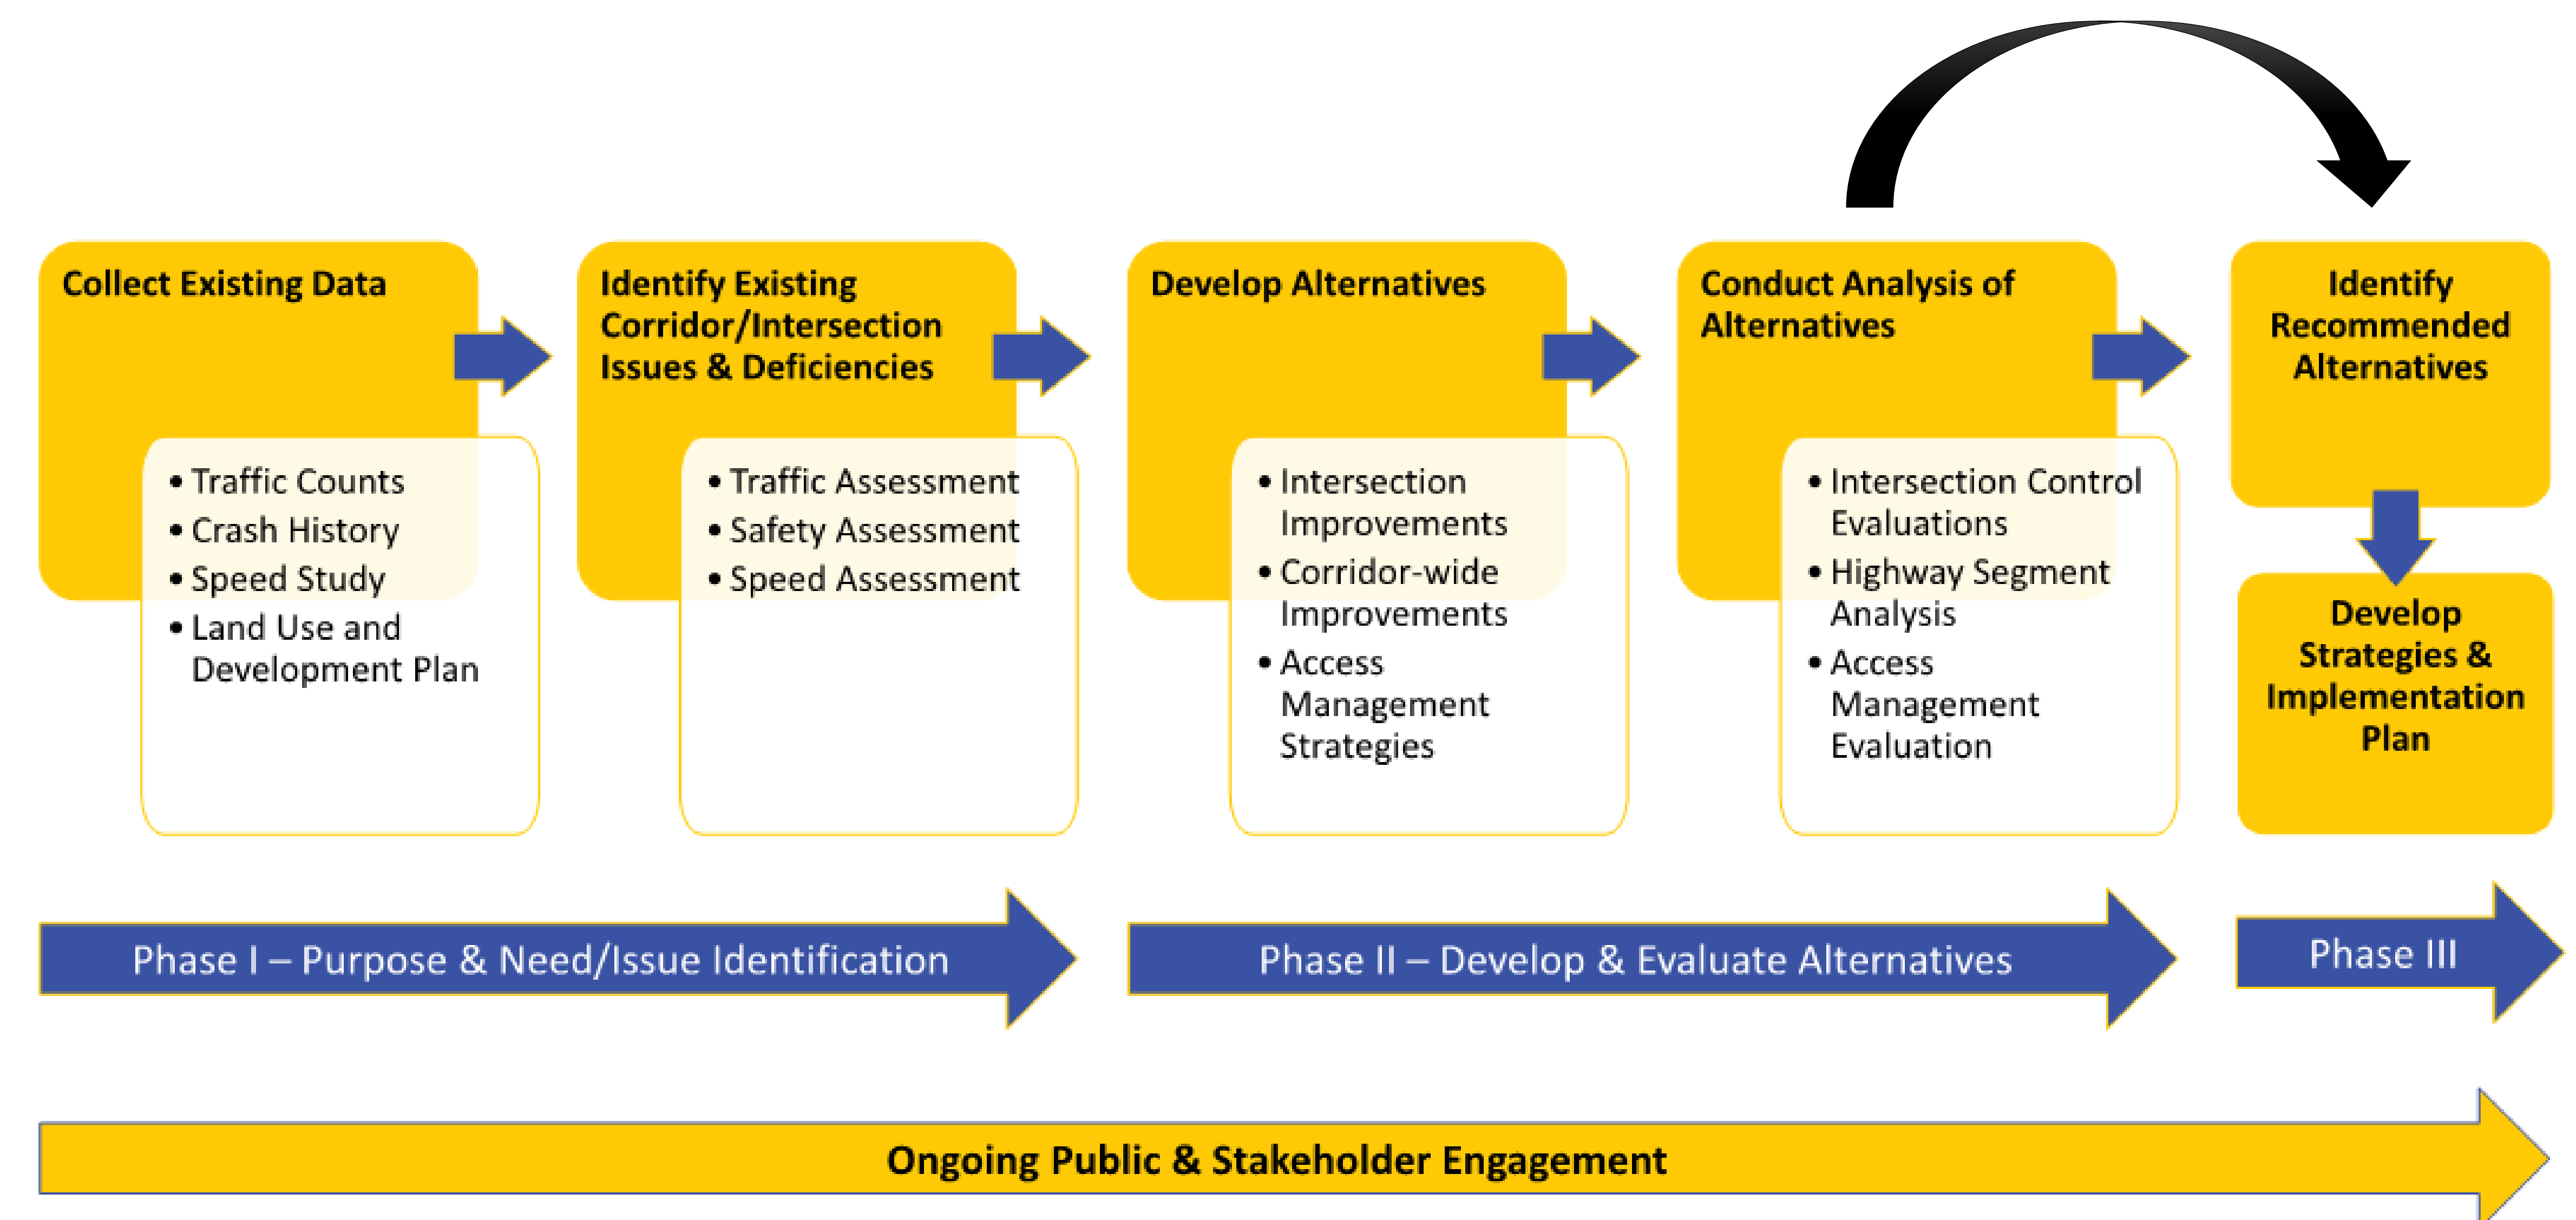 Collect Existing Data
• Traffic Counts
• Crash History
• Speed Study
• Land Use and
Development Plan
Identify Existing
Corridor/Intersection
Issues & Deficiencies
• Traffic Assessment
• Safety Assessment
• Speed Assessment
Develop Alternatives
• Intersection
Improvements
• Corridor-wide
Improvements
• Access
Management
Strategies
Conduct Analysis of
Alternatives
• Intersection Control
Evaluations
• Highway Segment
Analysis
• Access
Management
Evaluation
Identify
Recommended
Alternatives
Develop
Strategies &
Implementation
Plan
Phase I – Purpose & Need/Issue Identification
Phase II – Develop & Evaluate Alternatives
Phase III
Ongoing Public & Stakeholder Engagement